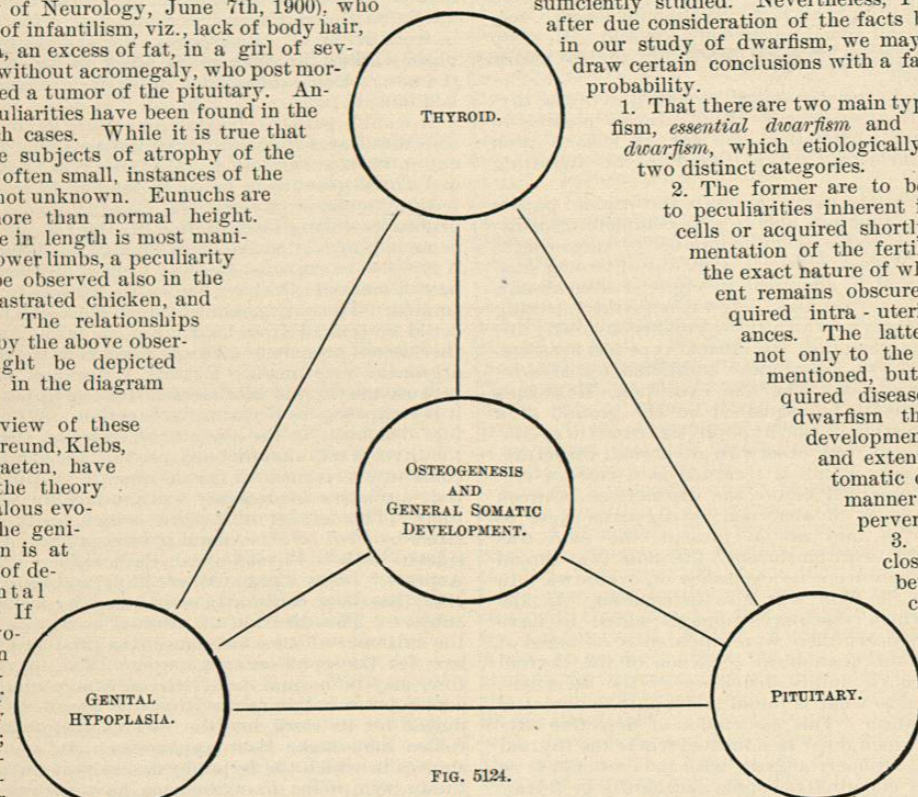 of Neurology, June 7th, 1900), who
of infantilism, viz., lack of body hair,
an excess of fat, in a girl of sev-
without acromegaly, who post mor-
ed a tumor of the pituitary. An-
uliarities have been found in the
h cases. While it is true that
e subjects of atrophy of the
often small, instances of the
not unknown. Eunuchs are
ore than normal height.
e in length is most mani-
ower limbs, a peculiarity
be observed also in the
astrated chicken, and
The relationships
by the above obser-
ght be depicted
in the diagram
view of these
reund, Klebs,
aeten, have
the theory
alous evo-
he geni-
n is at
of de-
ntal
If
vo-
n
THYROID.
OSTEOGENESIS
AND
GENERAL SOMATIC
DEVELOPMENT.
GENITAL
HYPOPLASIA.
PITUITARY.
FIG. 5124.
sufficiently studied. Nevertheless,
after due consideration of the facts
in our study of dwarfism, we may
draw certain conclusions with a fa
probability.
1. That there are two main typ
fism, essential dwarfism and
dwarfism, which etiologically
two distinct categories.
2. The former are to b
to peculiarities inherent i
cells or acquired shortl
mentation of the ferti
the exact nature of wh
ent remains obscure
quired intra-uter
ances. The latte
not only to the
mentioned, but
quired diseas
dwarfism th
developmen
and exten
tomatic
manner
perver
3.
clos
be
c